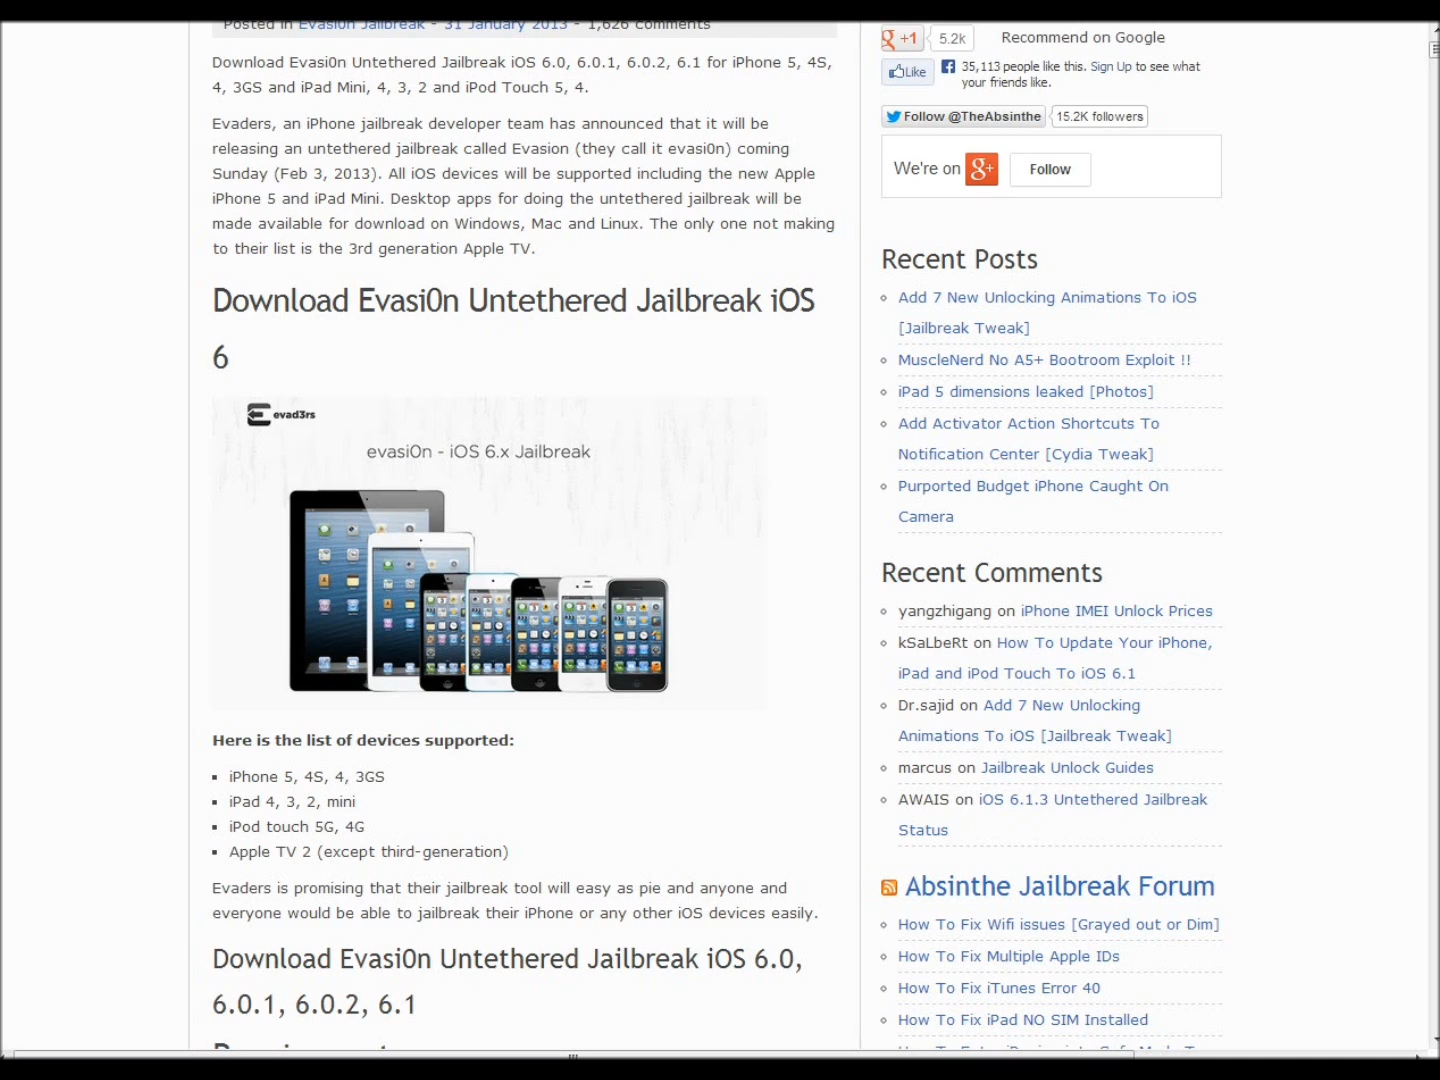 Posted in Evasi0n Jailbreak - 31 January 2013 - 1,626 comments
Download Evasi0n Untethered Jailbreak iOS 6.0, 6.0.1, 6.0.2, 6.1 for iPhone 5, 4S,
4, 3GS and iPad Mini, 4, 3, 2 and iPod Touch 5, 4.
Evaders, an iPhone jailbreak developer team has announced that it will be
releasing an untethered jailbreak called Evasion (they call it evasi0n) coming
Sunday (Feb 3, 2013). All iOS devices will be supported including the new Apple
iPhone 5 and iPad Mini. Desktop apps for doing the untethered jailbreak will be
made available for download on Windows, Mac and Linux. The only one not making
to their list is the 3rd generation Apple TV.
Download Evasi0n Untethered Jailbreak iOS
6
evad3rs
evasi0n - iOS 6.x Jailbreak
Here is the list of devices supported:
iPhone 5, 4S, 4, 3GS
iPad 4, 3, 2, mini
iPod touch 5G, 4G
Apple TV 2 (except third-generation)
Evaders is promising that their jailbreak tool will easy as pie and anyone and
everyone would be able to jailbreak their iPhone or any other iOS devices easily.
Download Evasi0n Untethered Jailbreak iOS 6.0,
6.0.1, 6.0.2, 6.1
g +1 5.2k Recommend on Google
Like 35,113 people like this. Sign Up to see what
your friends like.
Follow @TheAbsinthe 15.2K followers
We're on g+ Follow
Recent Posts
Add 7 New Unlocking Animations To iOS
[Jailbreak Tweak]
MuscleNerd No A5+ Bootroom Exploit !!
iPad 5 dimensions leaked [Photos]
Add Activator Action Shortcuts To
Notification Center [Cydia Tweak]
Purported Budget iPhone Caught On
Camera
Recent Comments
yangzhigang on iPhone IMEI Unlock Prices
kSaLbeRt on How To Update Your iPhone,
iPad and iPod Touch To iOS 6.1
Dr.sajid on Add 7 New Unlocking
Animations To iOS [Jailbreak Tweak]
marcus on Jailbreak Unlock Guides
AWAIS on iOS 6.1.3 Untethered Jailbreak
Status
Absinthe Jailbreak Forum
How To Fix Wifi issues [Grayed out or Dim]
How To Fix Multiple Apple IDs
How To Fix iTunes Error 40
How To Fix iPad NO SIM Installed